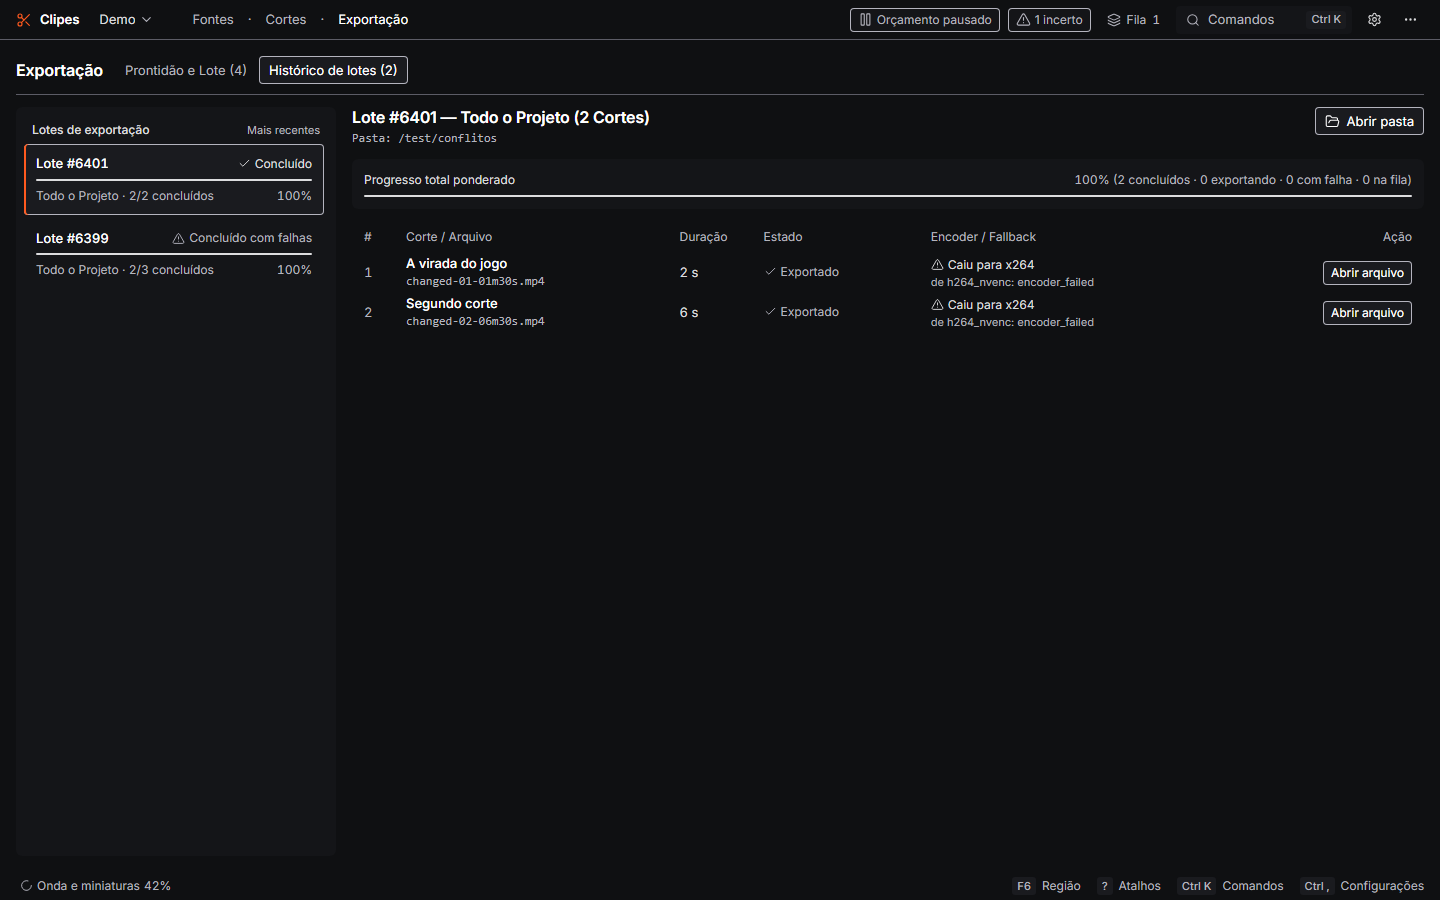 Clipes Demo Fontes · Cortes · Exportação Orçamento pausado 1 incerto Fila 1 Comandos Ctrl K
Exportação Prontidão e Lote (4) Histórico de lotes (2)
Lotes de exportação Mais recentes
Lote #6401 Concluído
Todo o Projeto · 2/2 concluídos 100%
Lote #6399 Concluído com falhas
Todo o Projeto · 2/3 concluídos 100%
Lote #6401 — Todo o Projeto (2 Cortes)
Pasta: /test/conflitos
Abrir pasta
Progresso total ponderado 100% (2 concluídos · 0 exportando · 0 com falha · 0 na fila)
# Corte / Arquivo Duração Estado Encoder / Fallback Ação
1 A virada do jogo 2 s Exportado Caiu para x264 Abrir arquivo
changed-01-01m30s.mp4 de h264_nvenc: encoder_failed
2 Segundo corte 6 s Exportado Caiu para x264 Abrir arquivo
changed-02-06m30s.mp4 de h264_nvenc: encoder_failed
Onda e miniaturas 42% F6 Região ? Atalhos Ctrl K Comandos Ctrl , Configurações